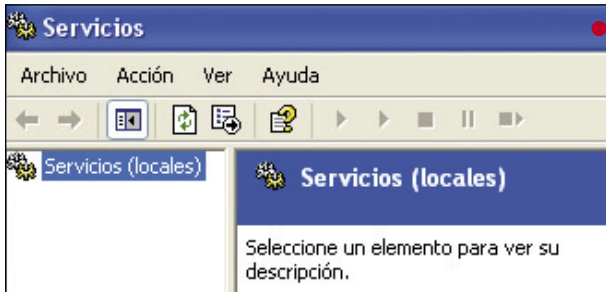 Servicios
Archivo Acción Ver Ayuda
Servicios (locales)
Servicios (locales)
Seleccione un elemento para ver su
descripción.